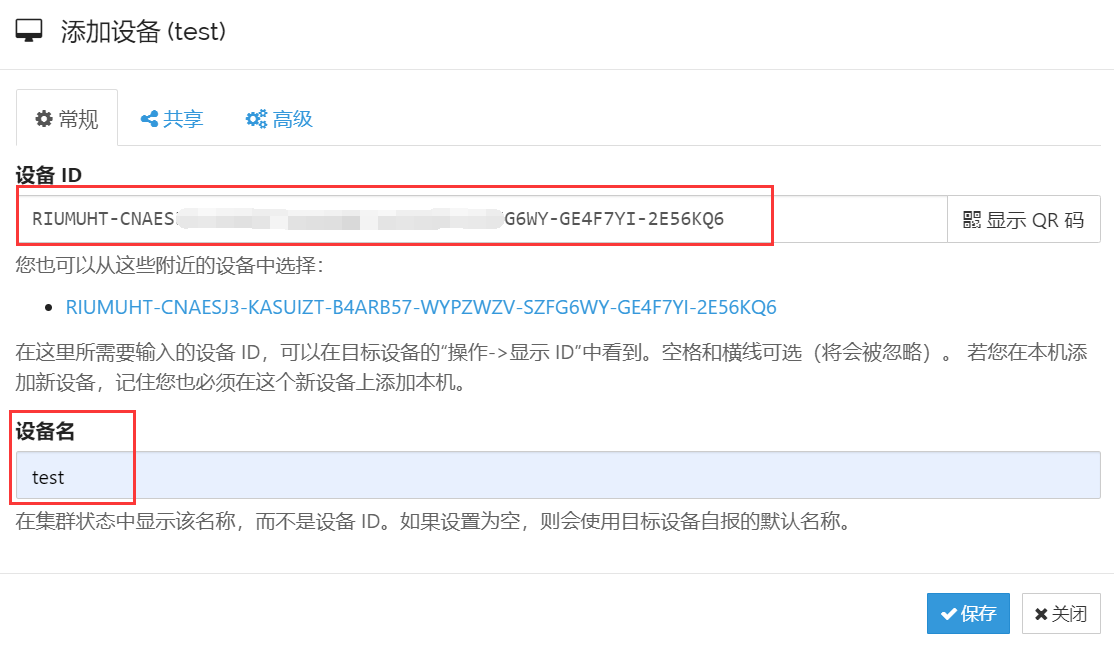 添加设备 (test)
常规 共享 高级
设备 ID
RIUMUHT-CNAES G6WY-GE4F7YI-2E56KQ6 显示 QR 码
您也可以从这些附近的设备中选择：
• RIUMUHT-CNAESJ3-KASUIZT-B4ARB57-WYPZWZV-SZFG6WY-GE4F7YI-2E56KQ6
在这里所需要输入的设备 ID，可以在目标设备的“操作->显示 ID”中看到。空格和横线可选（将会被忽略）。 若您在本机添
加新设备，记住您也必须在这个新设备上添加本机。
设备名
test
在集群状态中显示该名称，而不是设备 ID。如果设置为空，则会使用目标设备自报的默认名称。
保存 关闭